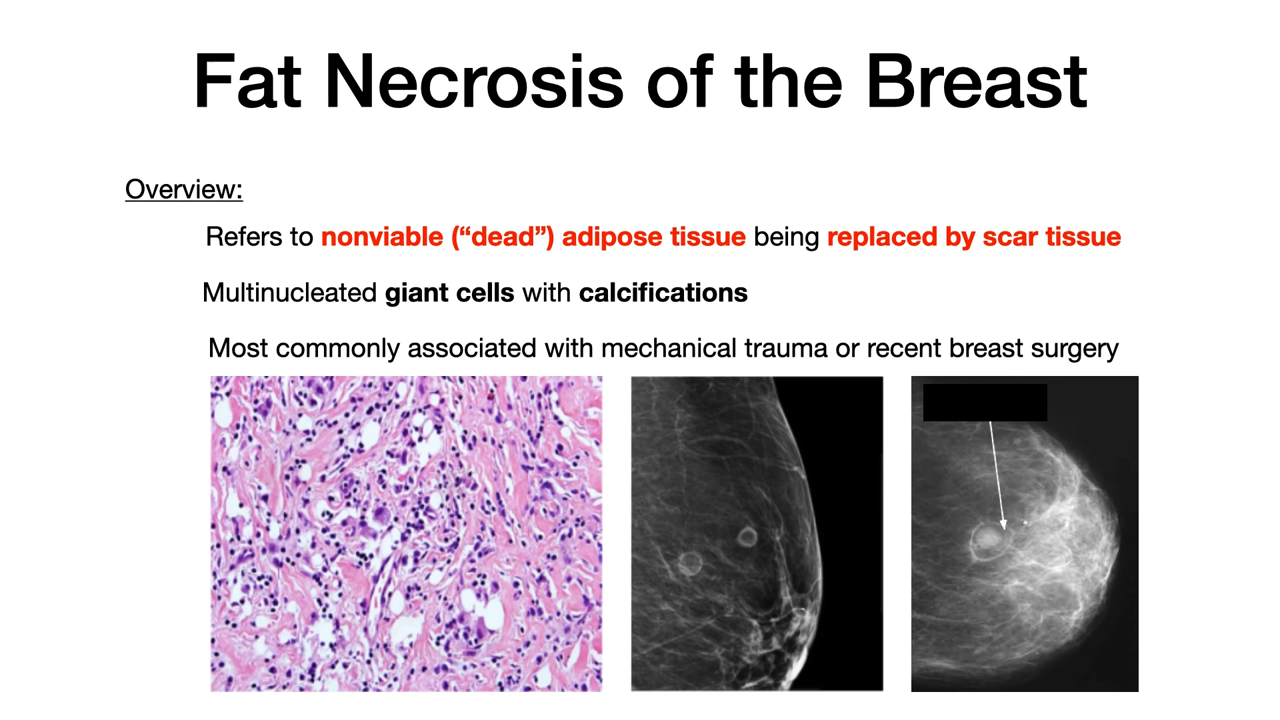 Fat Necrosis of the Breast
Overview:
Refers to nonviable (“dead”) adipose tissue being replaced by scar tissue
Multinucleated giant cells with calcifications
Most commonly associated with mechanical trauma or recent breast surgery